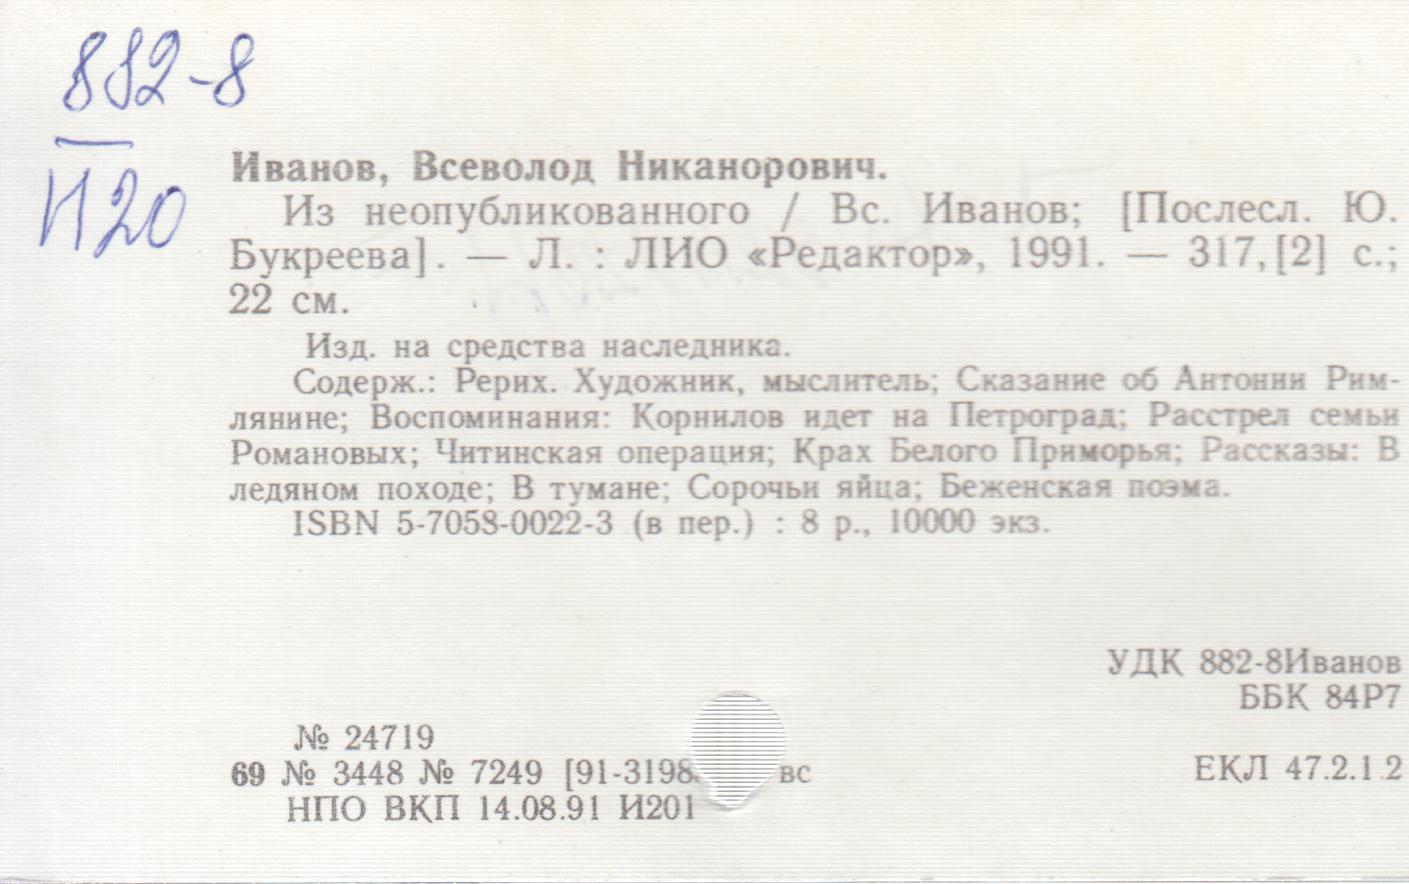 882-8
И20
Иванов, Всеволод Никанорович.
Из неопубликованного / Вс. Иванов; [Послесл. Ю.
Букреева]. — Л. : ЛИО «Редактор», 1991. — 317, [2] с.;
22 см.
Изд. на средства наследника.
Содерж.: Рерих. Художник, мыслитель; Сказание об Антонии Рим-
лянине; Воспоминания: Корнилов идет на Петроград; Расстрел семьи
Романовых; Читинская операция; Крах Белого Приморья; Рассказы: В
ледяном походе; В тумане; Сорочьи яйца; Беженская поэма.
ISBN 5-7058-0022-3 (в пер.) : 8 р., 10000 экз.
УДК 882-8Иванов
ББК 84Р7
№ 24719
69 № 3448 № 7249 [91-3198 вс
ЕКЛ 47.2.1.2
НПО ВКП 14.08.91 И201